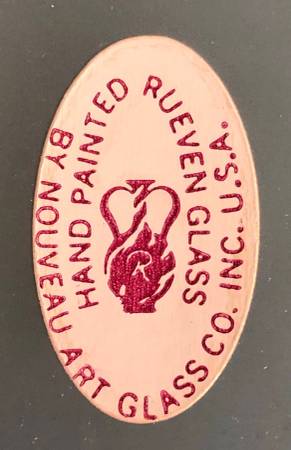 HAND PAINTED RUEVEN GLASS
BY NOUVEAU ART GLASS CO. INC. U.S.A.
R